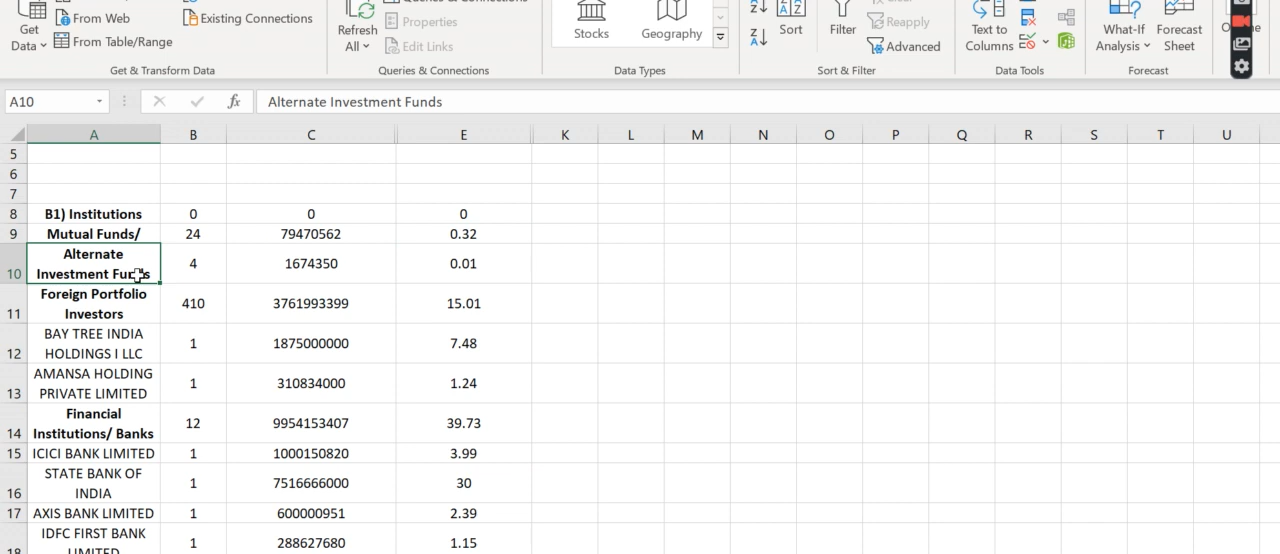 Queries & Connections
Clear
From Web
Existing Connections
Properties
Reapply
Get
Data
From Table/Range
Refresh
All
Edit Links
Stocks
Geography
Sort
Filter
Advanced
Text to
Columns
What-If
Analysis
Forecast
Sheet
Get & Transform Data
Queries & Connections
Data Types
Sort & Filter
Data Tools
Forecast
A10
fx
Alternate Investment Funds
A B C E K L M N O P Q R S T U
5
6
7
8 B1) Institutions 0 0 0
9 Mutual Funds/ 24 79470562 0.32
Alternate
10 Investment Funds 4 1674350 0.01
Foreign Portfolio
11 Investors 410 3761993399 15.01
BAY TREE INDIA
12 HOLDINGS I LLC 1 1875000000 7.48
AMANSA HOLDING
13 PRIVATE LIMITED 1 310834000 1.24
Financial
14 Institutions/ Banks 12 9954153407 39.73
15 ICICI BANK LIMITED 1 1000150820 3.99
STATE BANK OF
16 INDIA 1 7516666000 30
17 AXIS BANK LIMITED 1 600000951 2.39
IDFC FIRST BANK
18 LIMITED 1 288627680 1.15